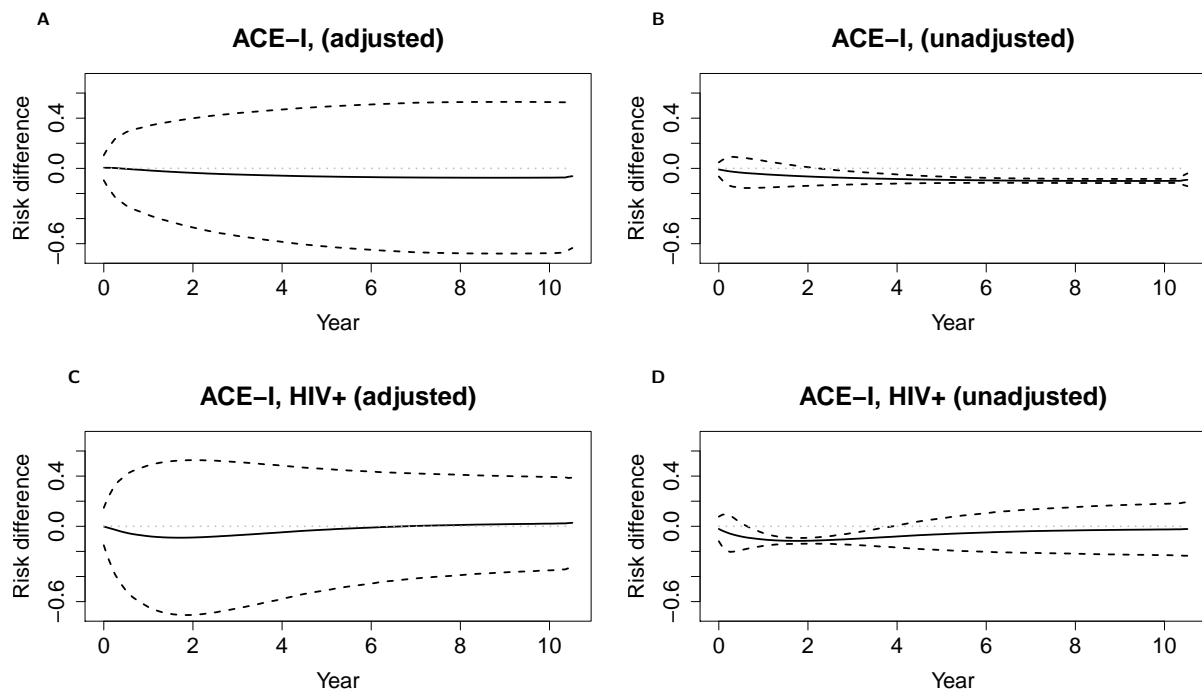 A
ACE−I, (adjusted)
Risk difference
−0.6 0.0 0.4
0 2 4 6 8 10
Year
B
ACE−I, (unadjusted)
Risk difference
−0.6 0.0 0.4
0 2 4 6 8 10
Year
C
ACE−I, HIV+ (adjusted)
Risk difference
−0.6 0.0 0.4
0 2 4 6 8 10
Year
D
ACE−I, HIV+ (unadjusted)
Risk difference
−0.6 0.0 0.4
0 2 4 6 8 10
Year